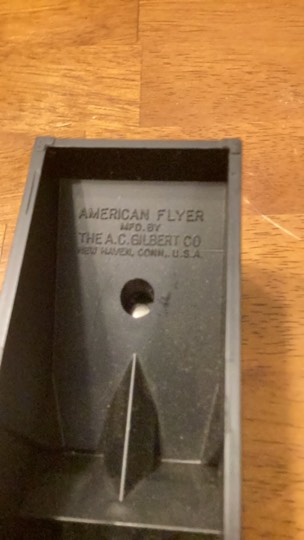 AMERICAN FLYER
MFD. BY
THE A.C. GILBERT CO
NEW HAVEN, CONN., U.S.A.